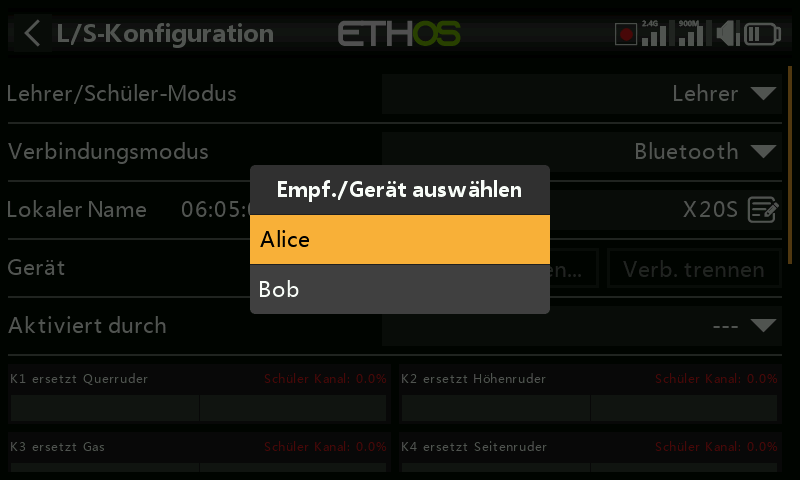 L/S-Konfiguration ETHOS 2.4G 900M
Lehrer/Schüler-Modus Lehrer
Verbindungsmodus Bluetooth
Empf./Gerät auswählen
Lokaler Name 06:05: X20S
Alice
Gerät en... Verb. trennen
Bob
Aktiviert durch ---
K1 ersetzt Querruder Schüler Kanal: 0.0% K2 ersetzt Höhenruder Schüler Kanal: 0.0%
K3 ersetzt Gas Schüler Kanal: 0.0% K4 ersetzt Seitenruder Schüler Kanal: 0.0%